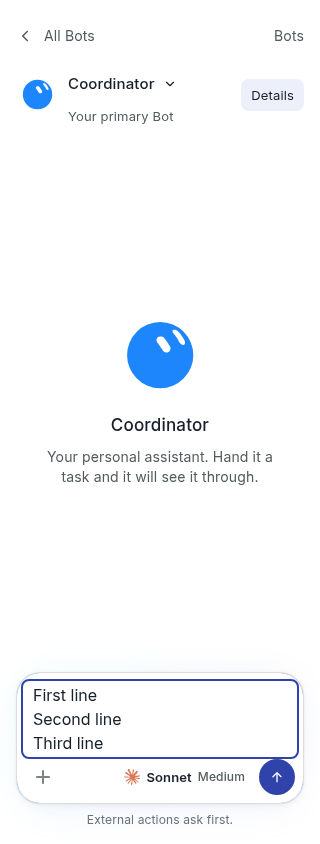 All Bots
Bots
Coordinator
Your primary Bot
Details
Coordinator
Your personal assistant. Hand it a
task and it will see it through.
First line
Second line
Third line
Sonnet Medium
External actions ask first.